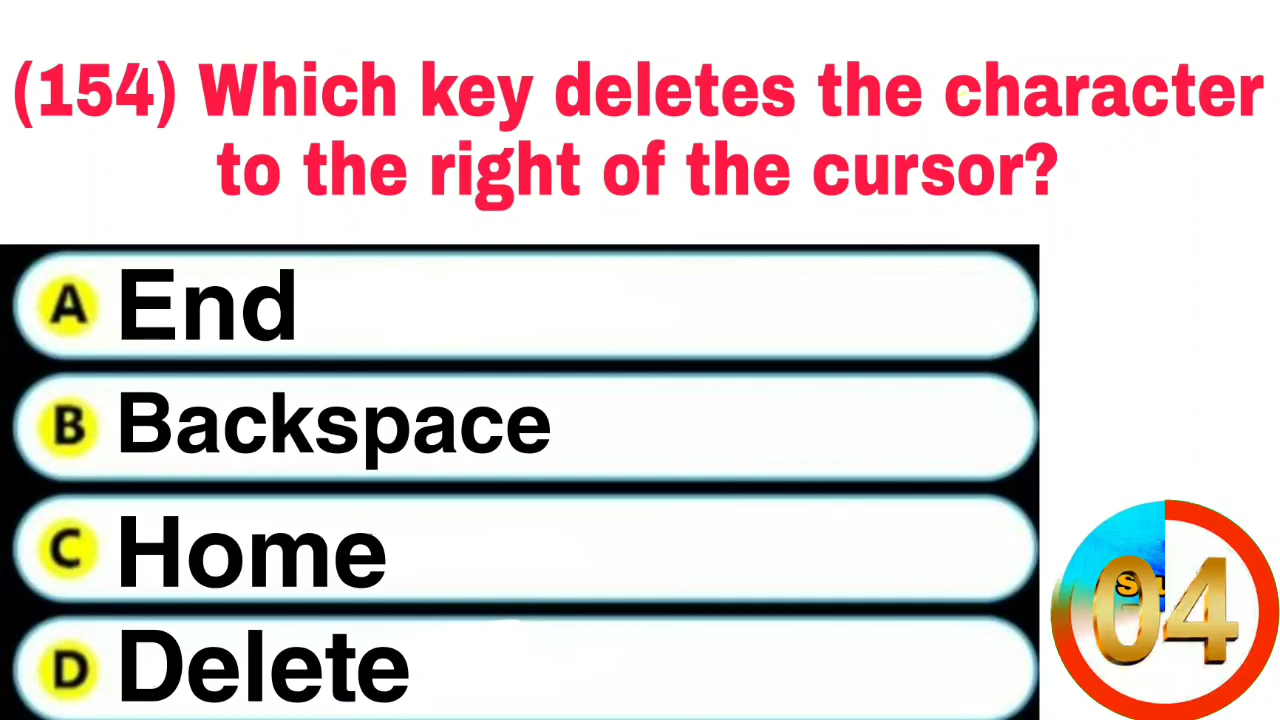 (154) Which key deletes the character
to the right of the cursor?
A End
B Backspace
C Home
D Delete
04